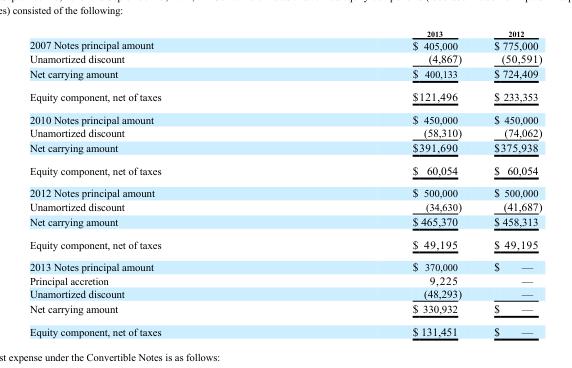 es) consisted of the following:
2013 2012
2007 Notes principal amount $ 405,000 $ 775,000
Unamortized discount (4,867) (50,591)
Net carrying amount $ 400,133 $ 724,409
Equity component, net of taxes $121,496 $ 233,353
2010 Notes principal amount $ 450,000 $ 450,000
Unamortized discount (58,310) (74,062)
Net carrying amount $391,690 $375,938
Equity component, net of taxes $ 60,054 $ 60,054
2012 Notes principal amount $ 500,000 $ 500,000
Unamortized discount (34,630) (41,687)
Net carrying amount $ 465,370 $ 458,313
Equity component, net of taxes $ 49,195 $ 49,195
2013 Notes principal amount $ 370,000 $ —
Principal accretion 9,225 —
Unamortized discount (48,293) —
Net carrying amount $ 330,932 $ —
Equity component, net of taxes $ 131,451 $ —
st expense under the Convertible Notes is as follows: